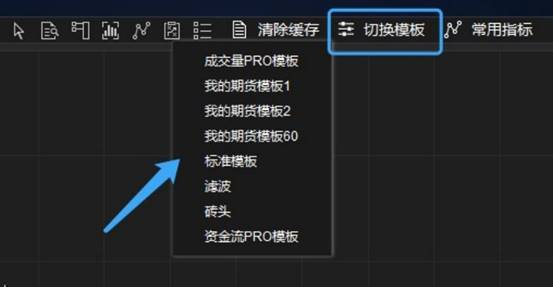 清除缓存 切换模板 常用指标
成交量PRO模板
我的期货模板1
我的期货模板2
我的期货模板60
标准模板
滤波
砖头
资金流PRO模板